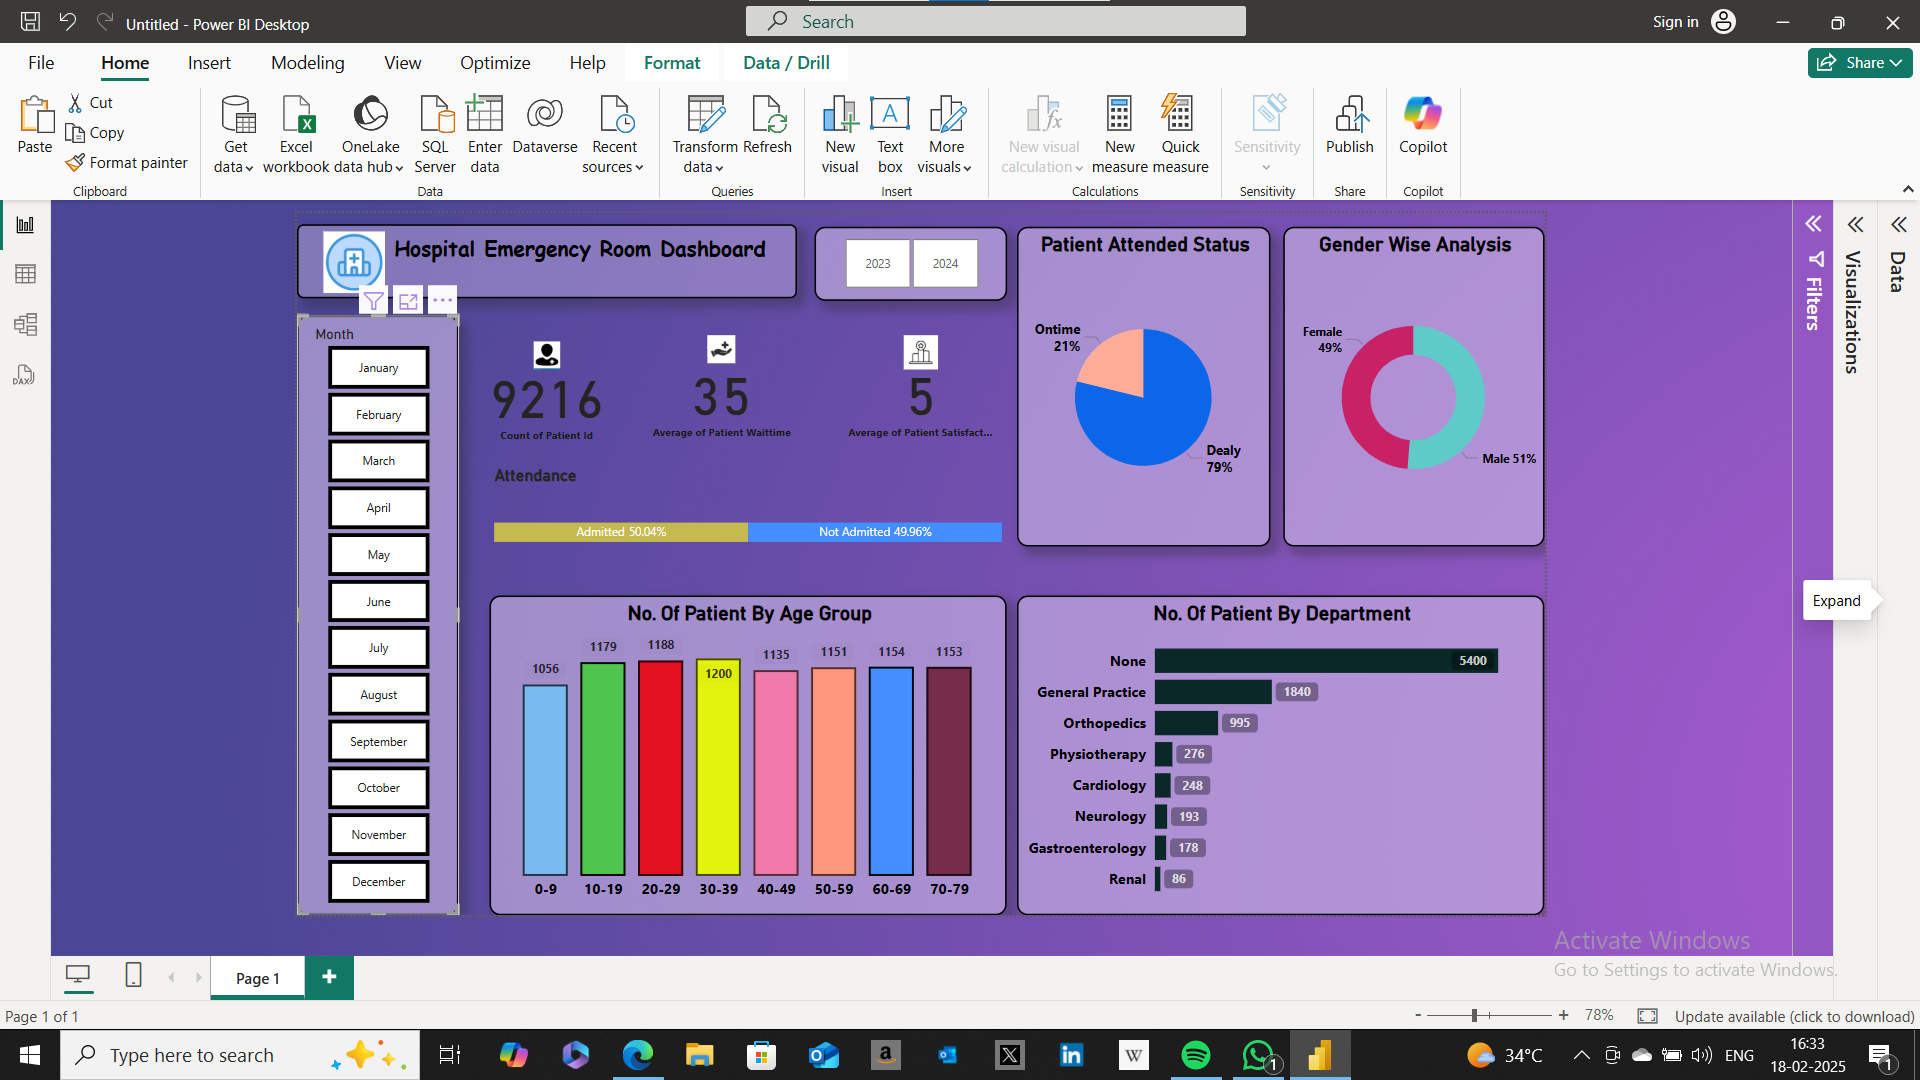 Untitled - Power BI Desktop
Search
Sign in
File
Home
Insert
Modeling
View
Optimize
Help
Format
Data / Drill
Share
Paste
Cut
Copy
Format painter
Clipboard
Get data
Excel workbook
OneLake data hub
SQL Server
Enter data
Dataverse
Recent sources
Data
Transform data
Refresh
Queries
New visual
Text box
More visuals
Insert
New visual calculation
New measure
Quick measure
Calculations
Sensitivity
Sensitivity
Publish
Share
Copilot
Copilot
Hospital Emergency Room Dashboard
2023
2024
Month
January
February
March
April
May
June
July
August
September
October
November
December
9216
Count of Patient Id
35
Average of Patient Waittime
5
Average of Patient Satisfact...
Attendance
Admitted 50.04%
Not Admitted 49.96%
Patient Attended Status
Ontime
21%
Dealy
79%
Gender Wise Analysis
Female
49%
Male 51%
No. Of Patient By Age Group
1056
1179
1188
1200
1135
1151
1154
1153
0-9
10-19
20-29
30-39
40-49
50-59
60-69
70-79
No. Of Patient By Department
None 5400
General Practice 1840
Orthopedics 995
Physiotherapy 276
Cardiology 248
Neurology 193
Gastroenterology 178
Renal 86
Filters
Visualizations
Data
Expand
Activate Windows
Go to Settings to activate Windows.
DAX
Page 1
Page 1 of 1
78%
Update available (click to download)
Type here to search
a
X
in
W
1
34°C
ENG
16:33
18-02-2025
1